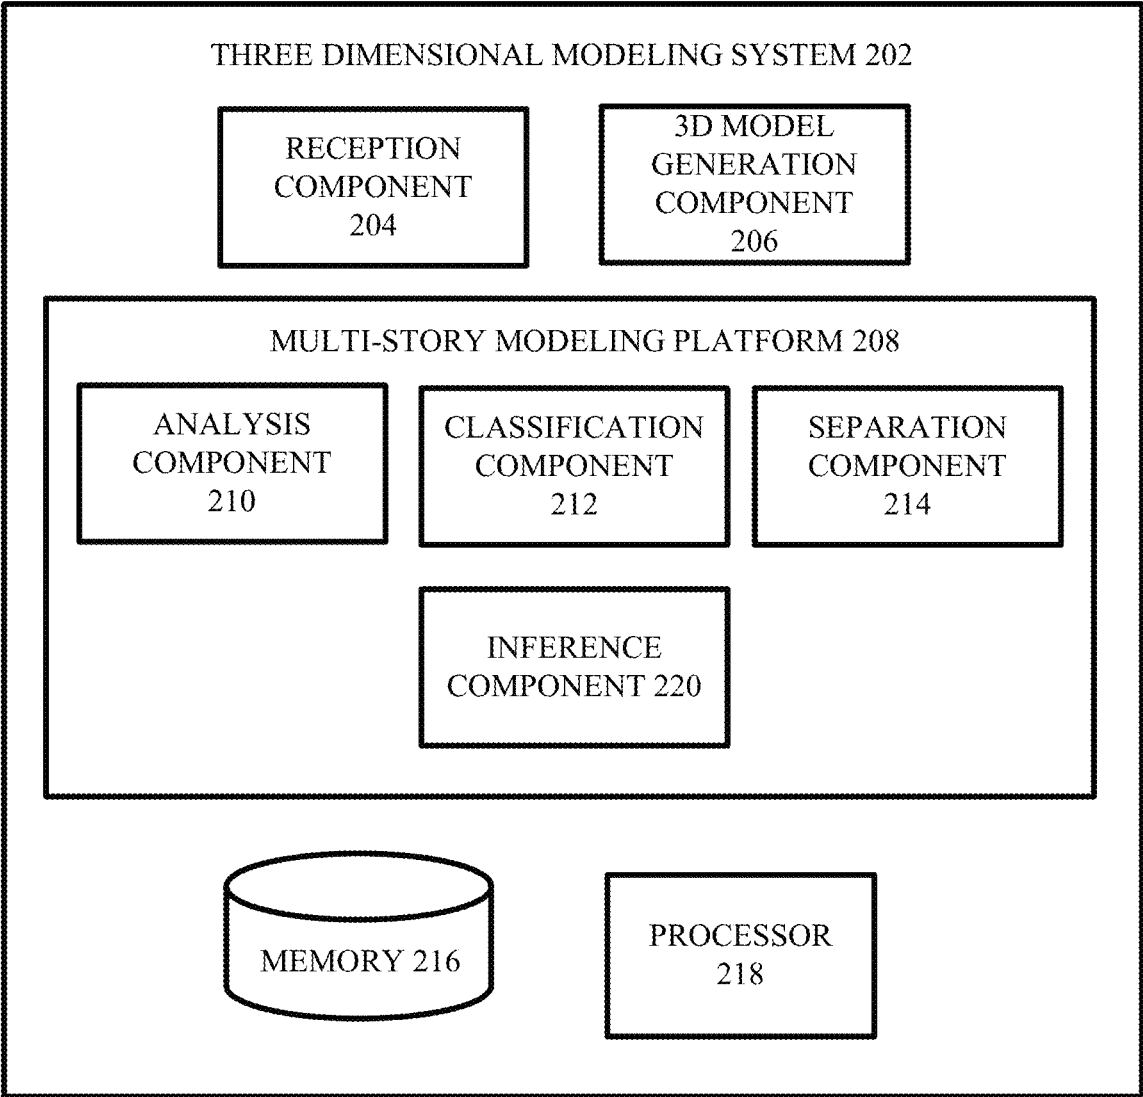 THREE DIMENSIONAL MODELING SYSTEM 202
RECEPTION
COMPONENT
204
3D MODEL
GENERATION
COMPONENT
206
MULTI-STORY MODELING PLATFORM 208
ANALYSIS
COMPONENT
210
CLASSIFICATION
COMPONENT
212
SEPARATION
COMPONENT
214
INFERENCE
COMPONENT 220
MEMORY 216
PROCESSOR
218